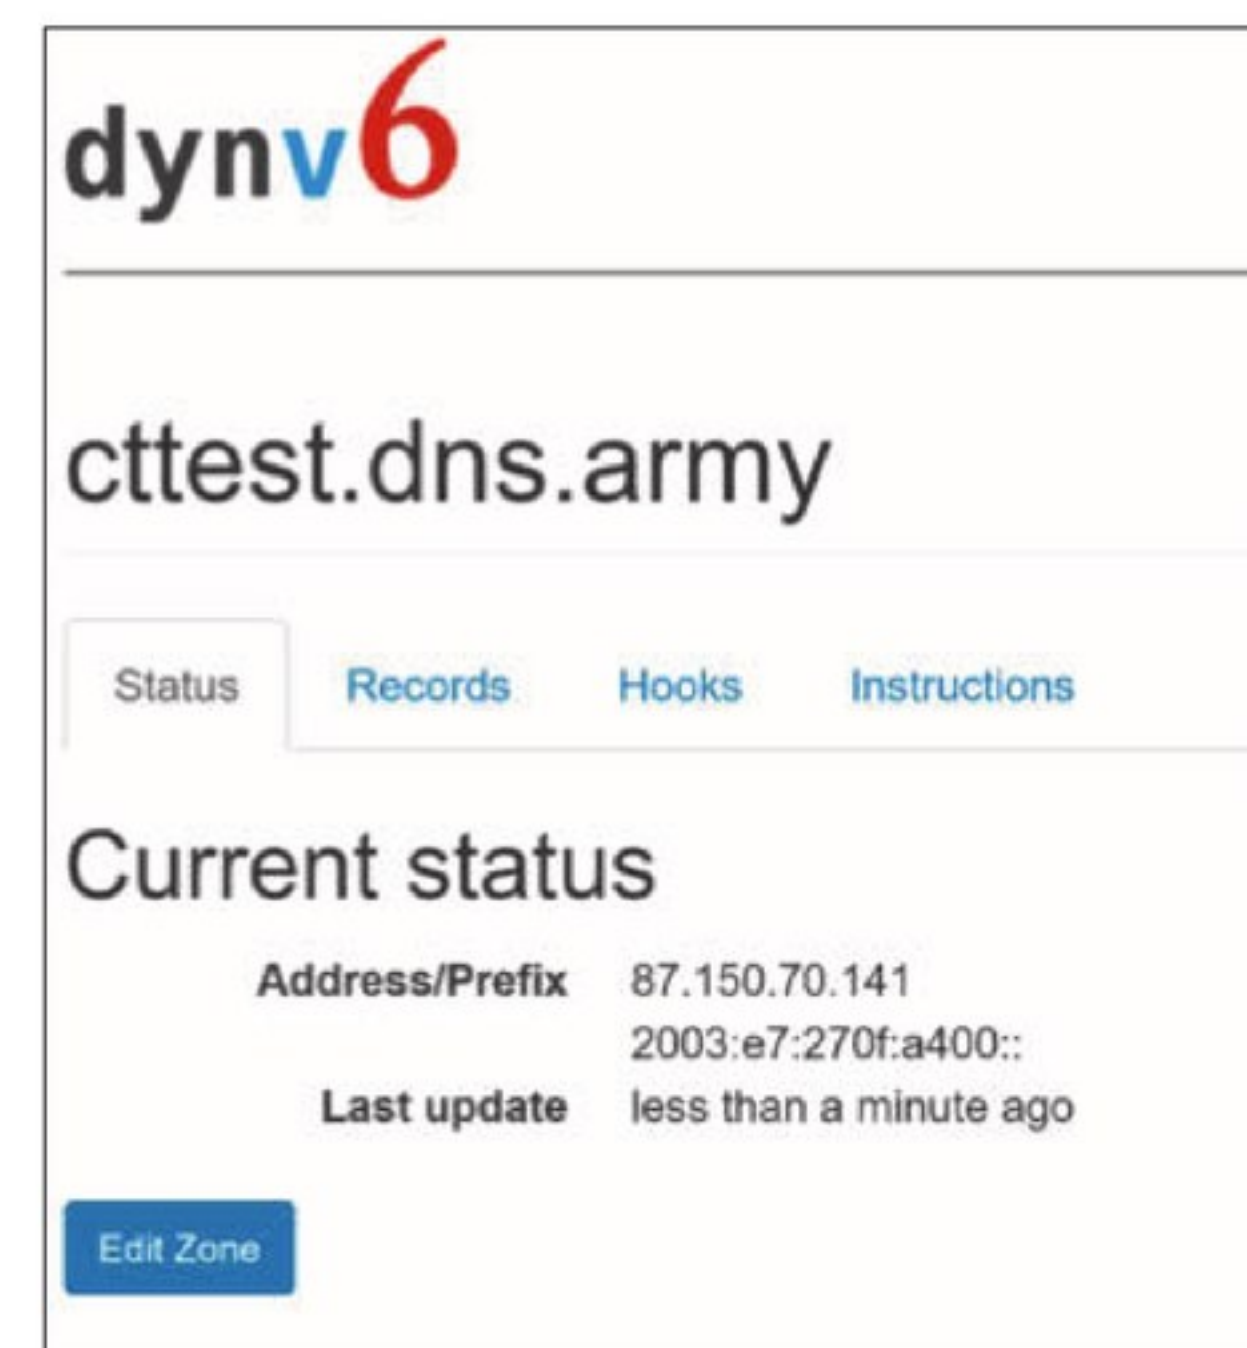 dynv6
cttest.dns.army
Status Records Hooks Instructions
Current status
Address/Prefix 87.150.70.141
2003:e7:270f:a400::
Last update less than a minute ago
Edit Zone